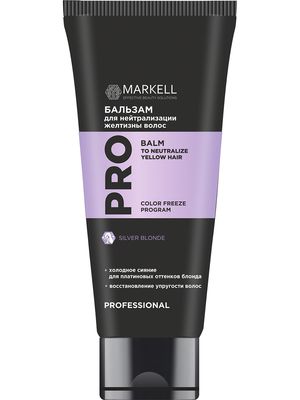 MARKELL
EFFECTIVE BEAUTY SOLUTIONS
БАЛЬЗАМ
для нейтрализации
желтизны волос
PRO
BALM
TO NEUTRALIZE
YELLOW HAIR
COLOR FREEZE
PROGRAM
SILVER BLONDE
• холодное сияние
для платиновых оттенков блонда
• восстановление упругости волос
PROFESSIONAL